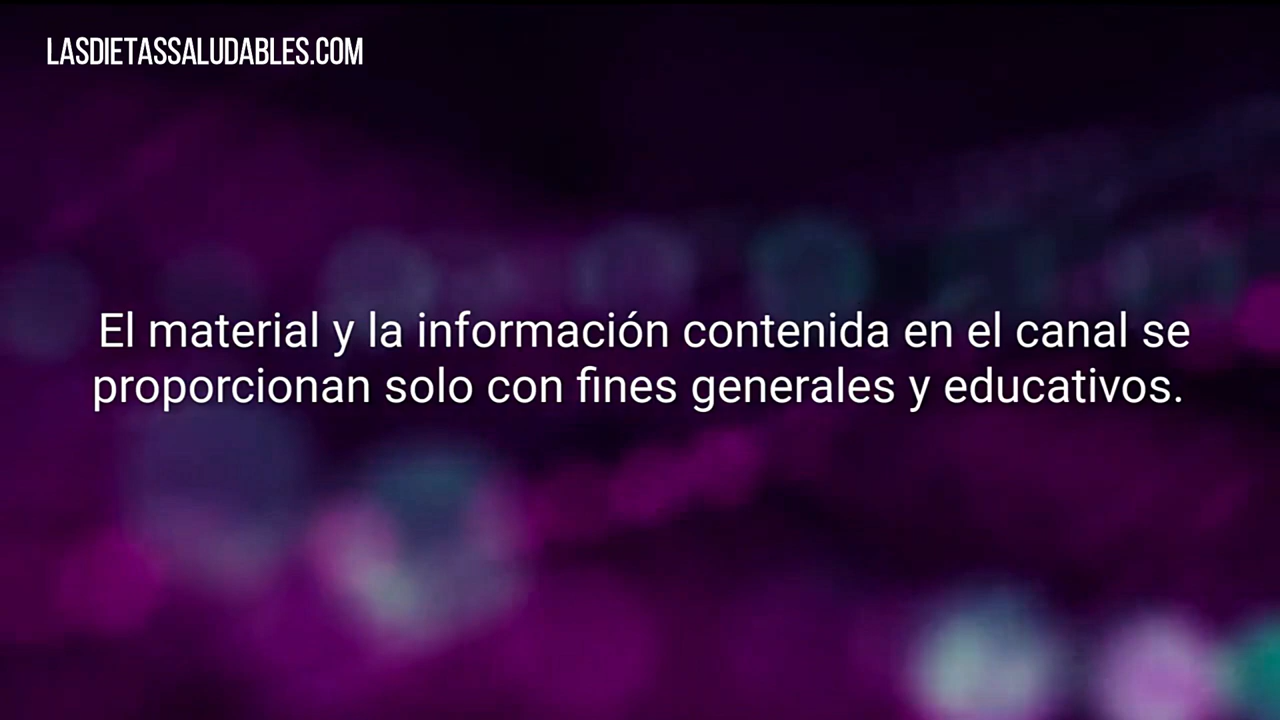 LASDIETASSALUDABLES.COM
El material y la información contenida en el canal se
proporcionan solo con fines generales y educativos.